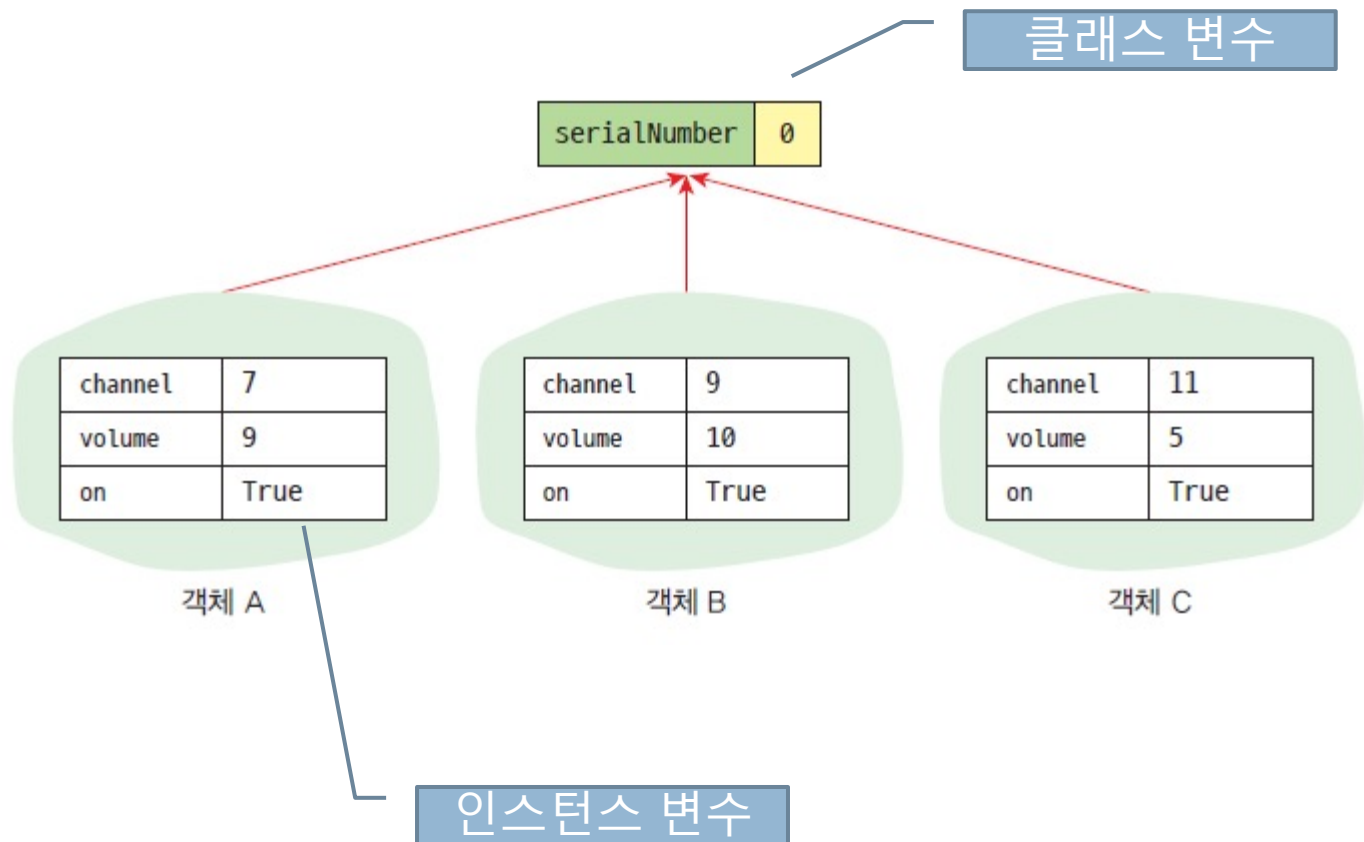 클래스 변수
serialNumber 0
channel 7
volume 9
on True
channel 9
volume 10
on True
channel 11
volume 5
on True
객체 A
객체 B
객체 C
인스턴스 변수